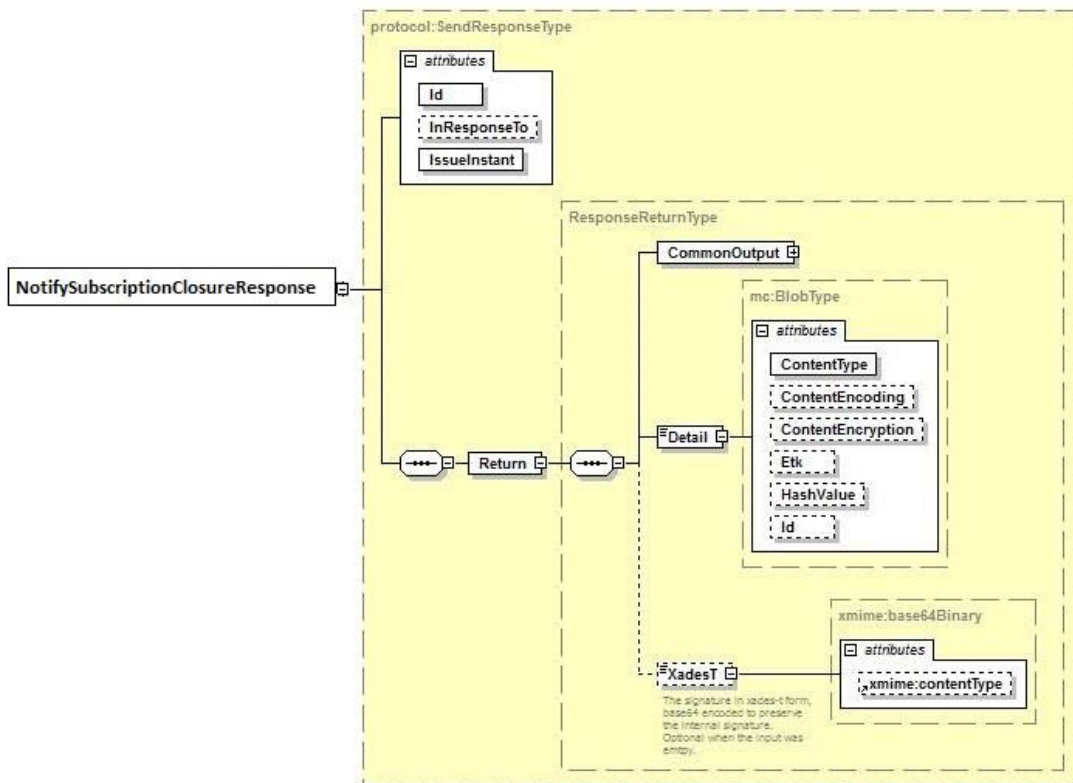 protocol:SendResponseType
attributes
Id
InResponseTo
IssueInstant
ResponseReturnType
CommonOutput
NotifySubscriptionClosureResponse
mc:BlobType
attributes
ContentType
ContentEncoding
ContentEncryption
Detail
Etk
HashValue
Id
Return
xmime:base64Binary
attributes
XadesT
xmime:contentType
The signature in xades-t form,
base64 encoded to preserve
the internal signature.
Optional when the input was
emtpy.